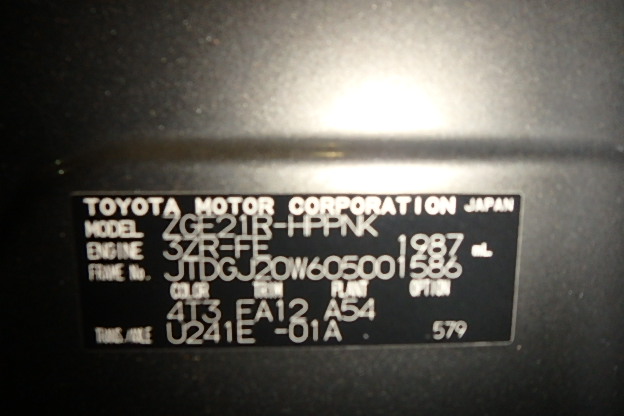 TOYOTA MOTOR CORPORATION JAPAN
MODEL ZGE21R-HPPNK
ENGINE 3ZR-FE 1987 mL
FRAME No. JTDGJ20W605001586
COLOR TRIM PLANT OPTION
4T3 EA12 A54
TRANS/AXLE U241E -01A 579